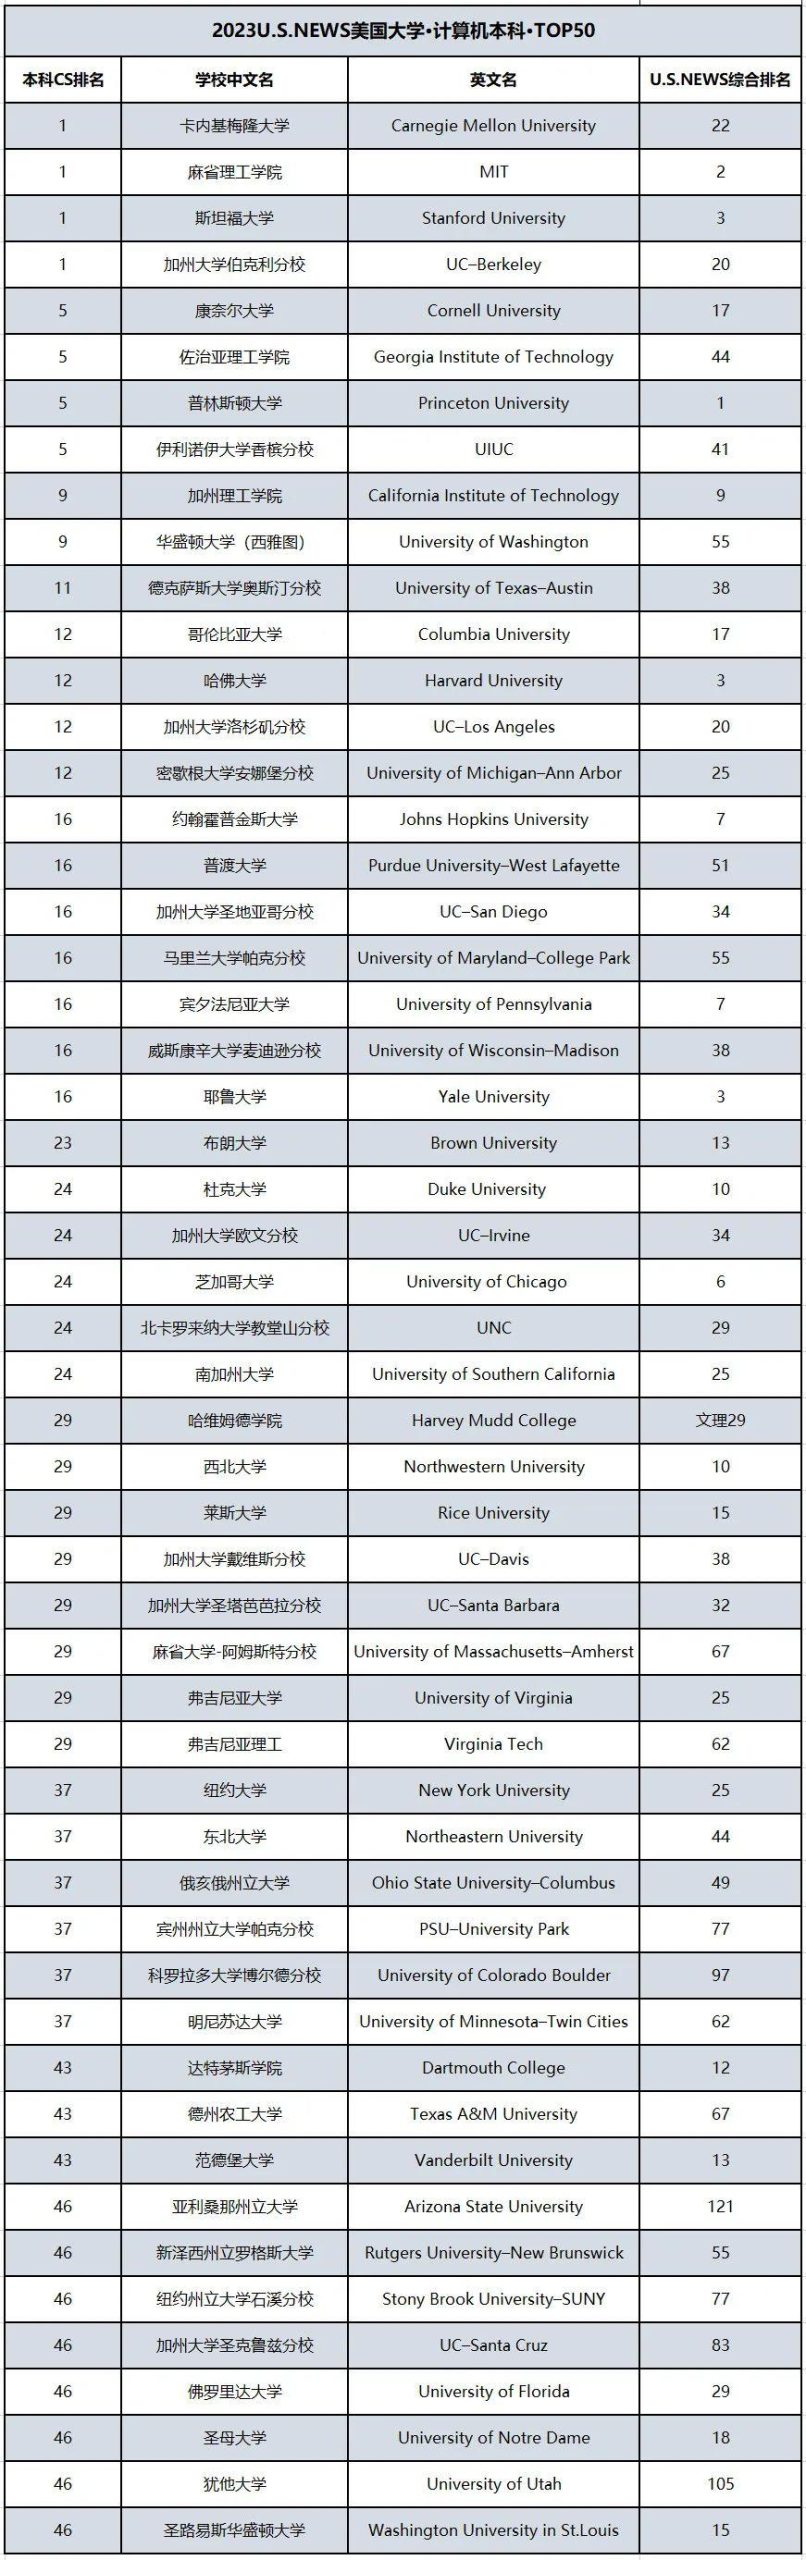 2023U.S.NEWS美国大学·计算机本科·TOP50
本科CS排名 学校中文名 英文名 U.S.NEWS综合排名
1 卡内基梅隆大学 Carnegie Mellon University 22
1 麻省理工学院 MIT 2
1 斯坦福大学 Stanford University 3
1 加州大学伯克利分校 UC–Berkeley 20
5 康奈尔大学 Cornell University 17
5 佐治亚理工学院 Georgia Institute of Technology 44
5 普林斯顿大学 Princeton University 1
5 伊利诺伊大学香槟分校 UIUC 41
9 加州理工学院 California Institute of Technology 9
9 华盛顿大学（西雅图） University of Washington 55
11 德克萨斯大学奥斯汀分校 University of Texas–Austin 38
12 哥伦比亚大学 Columbia University 17
12 哈佛大学 Harvard University 3
12 加州大学洛杉矶分校 UC–Los Angeles 20
12 密歇根大学安娜堡分校 University of Michigan–Ann Arbor 25
16 约翰霍普金斯大学 Johns Hopkins University 7
16 普渡大学 Purdue University–West Lafayette 51
16 加州大学圣地亚哥分校 UC–San Diego 34
16 马里兰大学帕克分校 University of Maryland–College Park 55
16 宾夕法尼亚大学 University of Pennsylvania 7
16 威斯康辛大学麦迪逊分校 University of Wisconsin–Madison 38
16 耶鲁大学 Yale University 3
23 布朗大学 Brown University 13
24 杜克大学 Duke University 10
24 加州大学欧文分校 UC–Irvine 34
24 芝加哥大学 University of Chicago 6
24 北卡罗来纳大学教堂山分校 UNC 29
24 南加州大学 University of Southern California 25
29 哈维姆德学院 Harvey Mudd College 文理29
29 西北大学 Northwestern University 10
29 莱斯大学 Rice University 15
29 加州大学戴维斯分校 UC–Davis 38
29 加州大学圣塔芭芭拉分校 UC–Santa Barbara 32
29 麻省大学-阿姆斯特分校 University of Massachusetts–Amherst 67
29 弗吉尼亚大学 University of Virginia 25
29 弗吉尼亚理工 Virginia Tech 62
37 纽约大学 New York University 25
37 东北大学 Northeastern University 44
37 俄亥俄州立大学 Ohio State University–Columbus 49
37 宾州州立大学帕克分校 PSU–University Park 77
37 科罗拉多大学博尔德分校 University of Colorado Boulder 97
37 明尼苏达大学 University of Minnesota–Twin Cities 62
43 达特茅斯学院 Dartmouth College 12
43 德州农工大学 Texas A&M University 67
43 范德堡大学 Vanderbilt University 13
46 亚利桑那州立大学 Arizona State University 121
46 新泽西州立罗格斯大学 Rutgers University–New Brunswick 55
46 纽约州立大学石溪分校 Stony Brook University–SUNY 77
46 加州大学圣克鲁兹分校 UC–Santa Cruz 83
46 佛罗里达大学 University of Florida 29
46 圣母大学 University of Notre Dame 18
46 犹他大学 University of Utah 105
46 圣路易斯华盛顿大学 Washington University in St.Louis 15